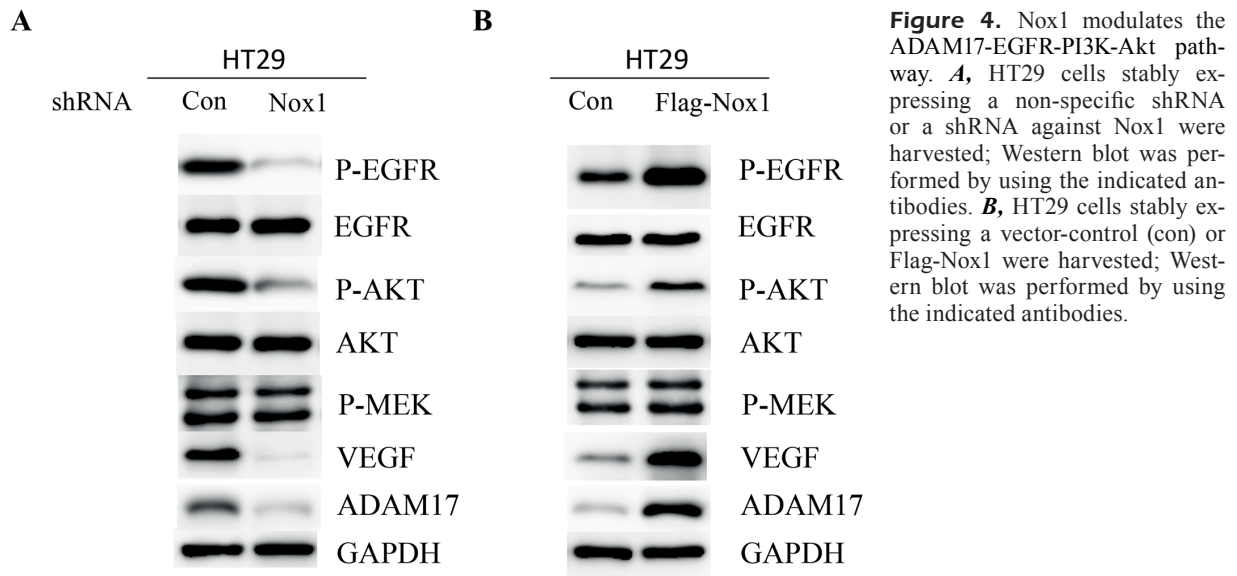 A
HT29
shRNA Con Nox1
P-EGFR
EGFR
P-AKT
AKT
P-MEK
VEGF
ADAM17
GAPDH
B
HT29
Con Flag-Nox1
P-EGFR
EGFR
P-AKT
AKT
P-MEK
VEGF
ADAM17
GAPDH
Figure 4. Nox1 modulates the
ADAM17-EGFR-PI3K-Akt path-
way. A, HT29 cells stably ex-
pressing a non-specific shRNA
or a shRNA against Nox1 were
harvested; Western blot was per-
formed by using the indicated an-
tibodies. B, HT29 cells stably ex-
pressing a vector-control (con) or
Flag-Nox1 were harvested; West-
ern blot was performed by using
the indicated antibodies.